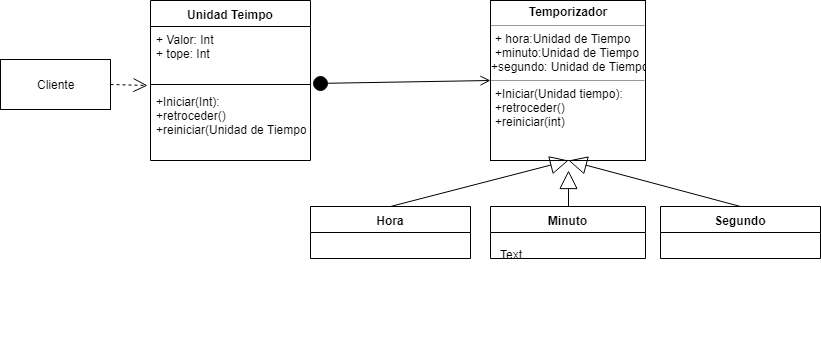 Unidad Teimpo
+ Valor: Int
+ tope: Int
+Iniciar(Int):
+retroceder()
+reiniciar(Unidad de Tiempo
Cliente
Temporizador
+ hora:Unidad de Tiempo
+minuto:Unidad de Tiempo
+segundo: Unidad de Tiempo
+Iniciar(Unidad tiempo):
+retroceder()
+reiniciar(int)
Hora
Minuto
Text
Segundo